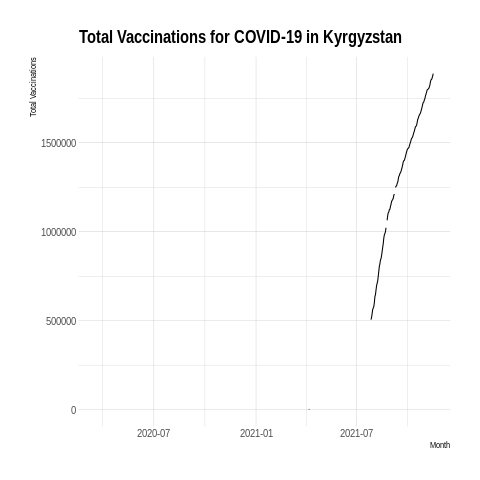 Total Vaccinations for COVID-19 in Kyrgyzstan
Total Vaccinations
1500000
1000000
500000
0
2020-07 2021-01 2021-07
Month